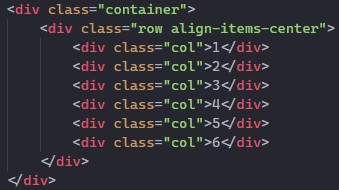 <div class="container">
<div class="row align-items-center">
<div class="col">1</div>
<div class="col">2</div>
<div class="col">3</div>
<div class="col">4</div>
<div class="col">5</div>
<div class="col">6</div>
</div>
</div>